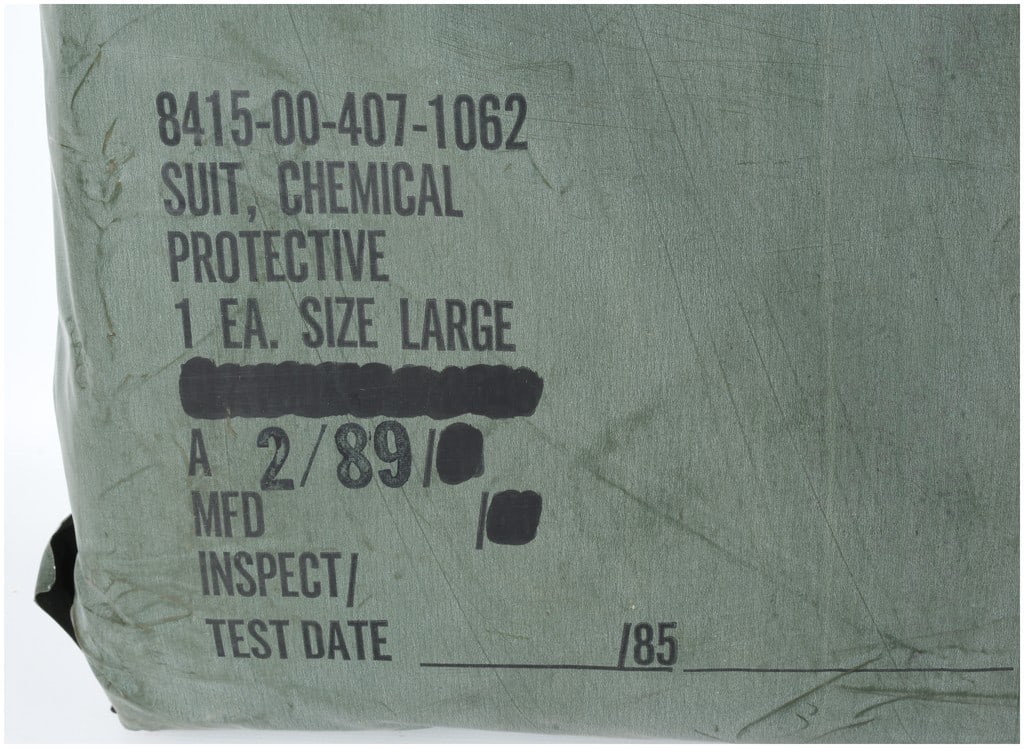 8415-00-407-1062
SUIT, CHEMICAL
PROTECTIVE
1 EA. SIZE LARGE
A 2/89/
MFD /
INSPECT/
TEST DATE /85